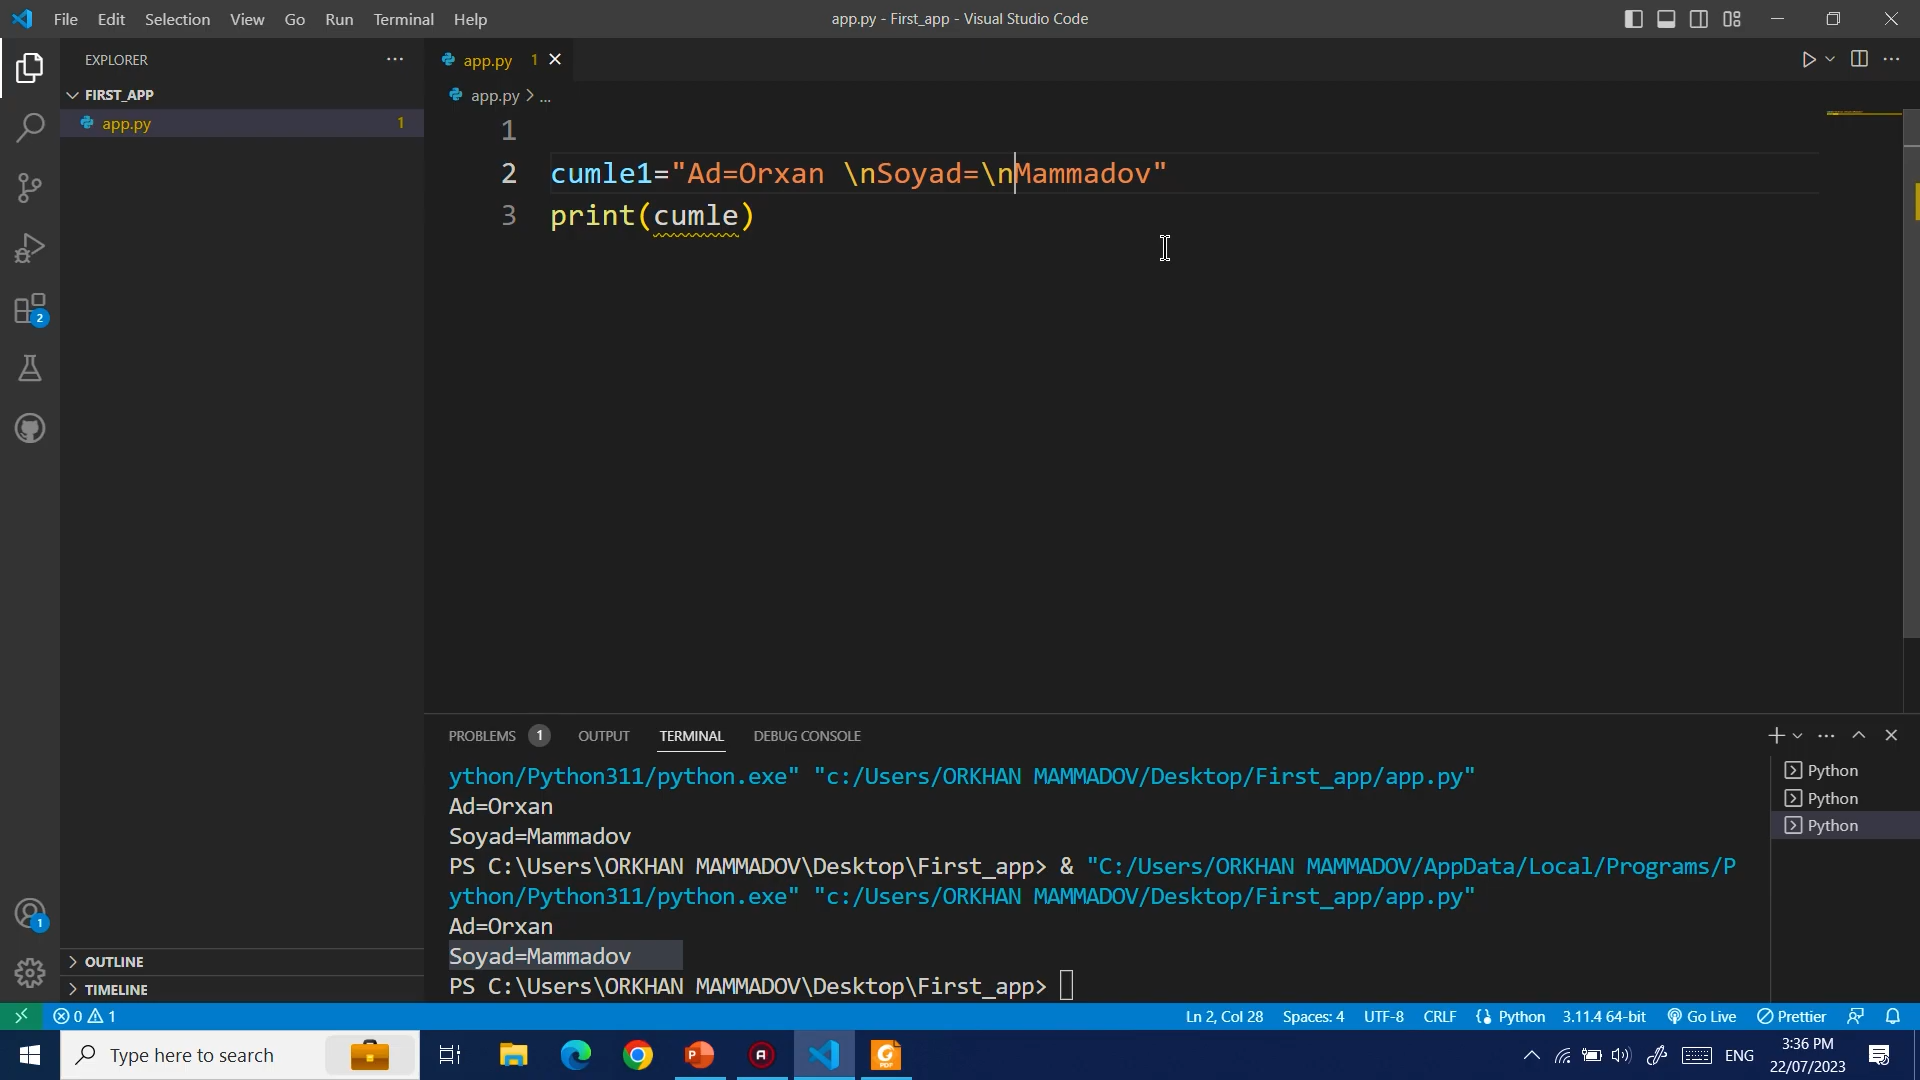 File Edit Selection View Go Run Terminal Help
app.py - First_app - Visual Studio Code
EXPLORER
FIRST_APP
app.py 1
app.py 1
app.py > ...
1
2 cumle1="Ad=Orxan \nSoyad=\nMammadov"
3 print(cumle)
PROBLEMS 1 OUTPUT TERMINAL DEBUG CONSOLE
ython/Python311/python.exe" "c:/Users/ORKHAN MAMMADOV/Desktop/First_app/app.py"
Ad=Orxan
Soyad=Mammadov
PS C:\Users\ORKHAN MAMMADOV\Desktop\First_app> & "C:/Users/ORKHAN MAMMADOV/AppData/Local/Programs/P
ython/Python311/python.exe" "c:/Users/ORKHAN MAMMADOV/Desktop/First_app/app.py"
Ad=Orxan
Soyad=Mammadov
PS C:\Users\ORKHAN MAMMADOV\Desktop\First_app>
Python
Python
Python
2
1
OUTLINE
TIMELINE
0 1
Ln 2, Col 28 Spaces: 4 UTF-8 CRLF Python 3.11.4 64-bit Go Live Prettier
Type here to search
ENG
3:36 PM
22/07/2023